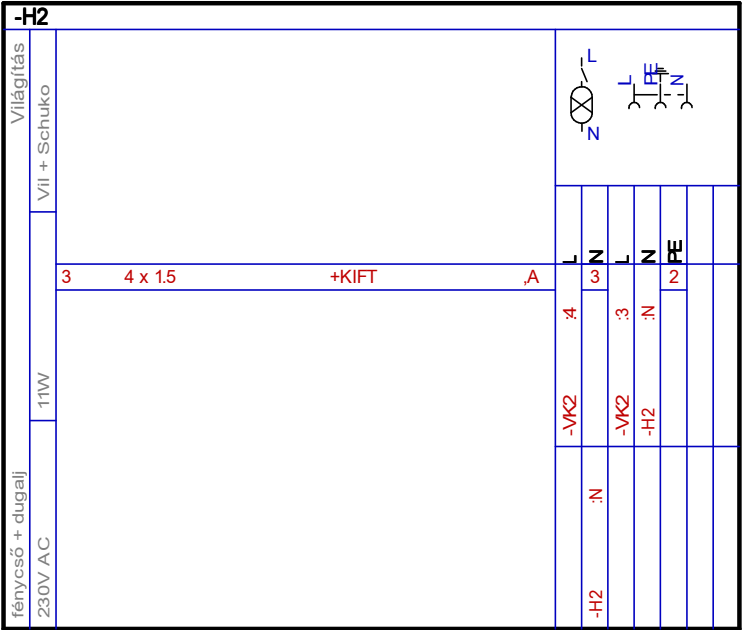 -H2
Világítás
fénycső + dugalj
Vil + Schuko
11W
230V AC
L
N
L
PE
N
L
N
L
N
PE
3 4 x 1.5 +KIFT ,A
3
2
-VK2 :4
-VK2 :3
-H2 :N
-H2 :N